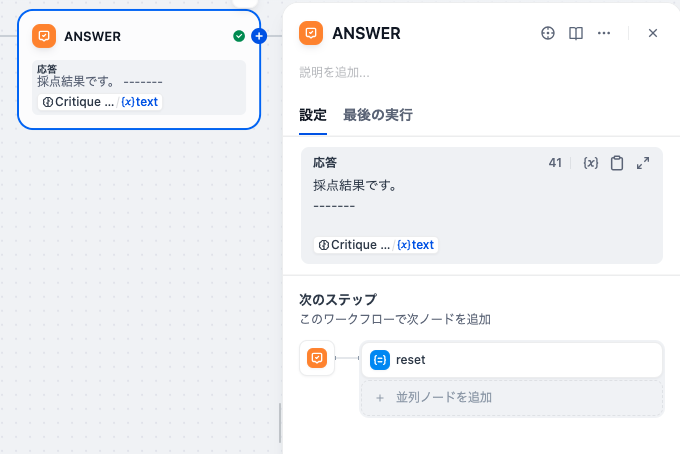 ANSWER
応答
採点結果です。 -------
Critique ... / {x} text
ANSWER
説明を追加...
設定 最後の実行
応答 41 {x}
採点結果です。
-------
Critique ... / {x} text
次のステップ
このワークフローで次ノードを追加
reset
+ 並列ノードを追加